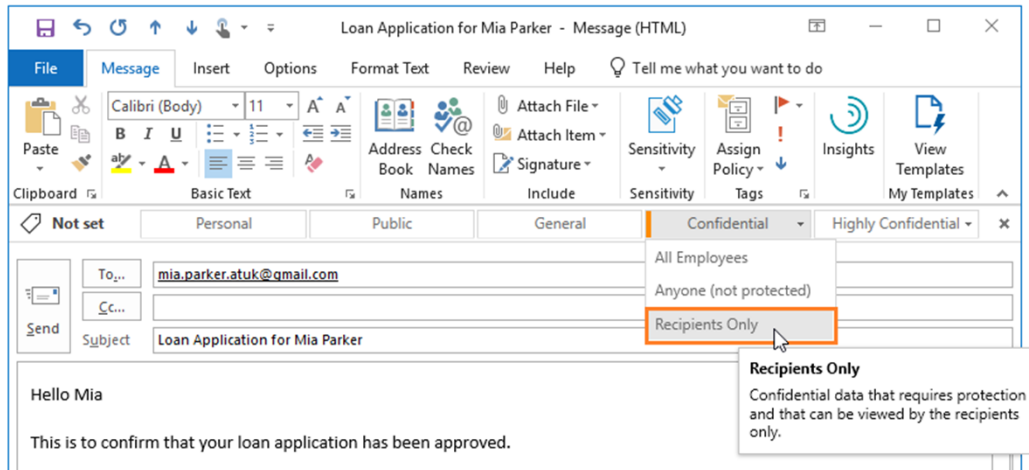 Loan Application for Mia Parker - Message (HTML)
File Message Insert Options Format Text Review Help Tell me what you want to do
Calibri (Body) 11 A A Attach File
B I U Attach Item
Paste Address Check Signature Sensitivity Assign Insights View
aby A Book Names Policy Templates
Clipboard Basic Text Names Include Sensitivity Tags My Templates
Not set Personal Public General Confidential Highly Confidential
All Employees
To... mia.parker.atuk@gmail.com
Anyone (not protected)
Cc...
Recipients Only
Send
Subject Loan Application for Mia Parker
Recipients Only
Confidential data that requires protection
and that can be viewed by the recipients
only.
Hello Mia
This is to confirm that your loan application has been approved.